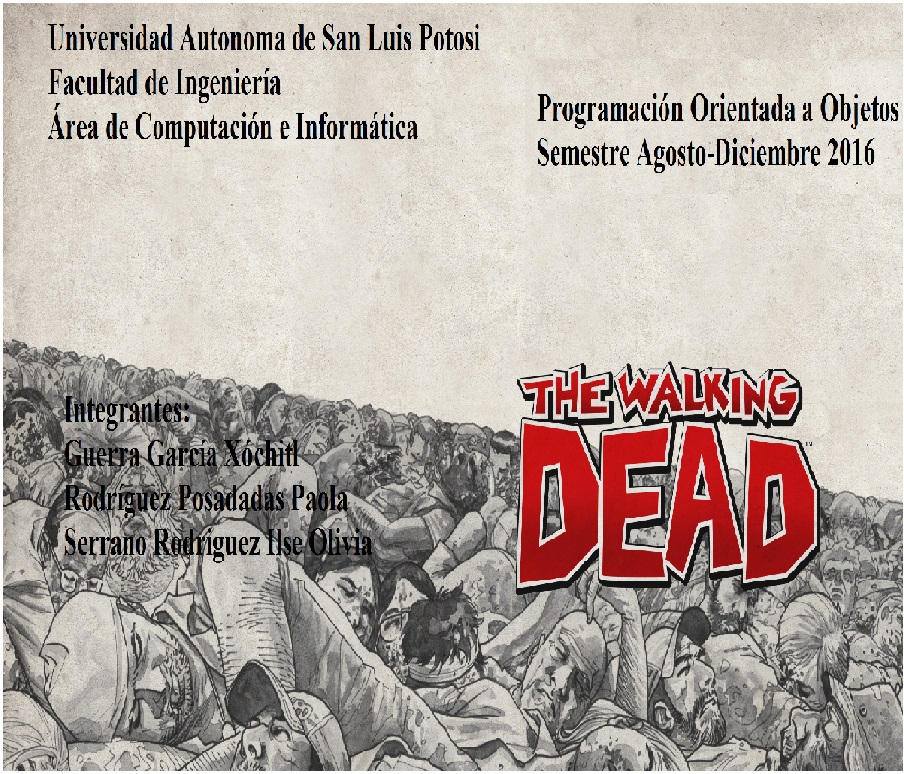 Universidad Autonoma de San Luis Potosi
Facultad de Ingeniería
Área de Computación e Informática
Programación Orientada a Objetos
Semestre Agosto-Diciembre 2016
THE WALKING
DEAD
Integrantes:
Guerra García Xóchitl
Rodríguez Posadadas Paola
Serrano Rodríguez Ilse Olivia